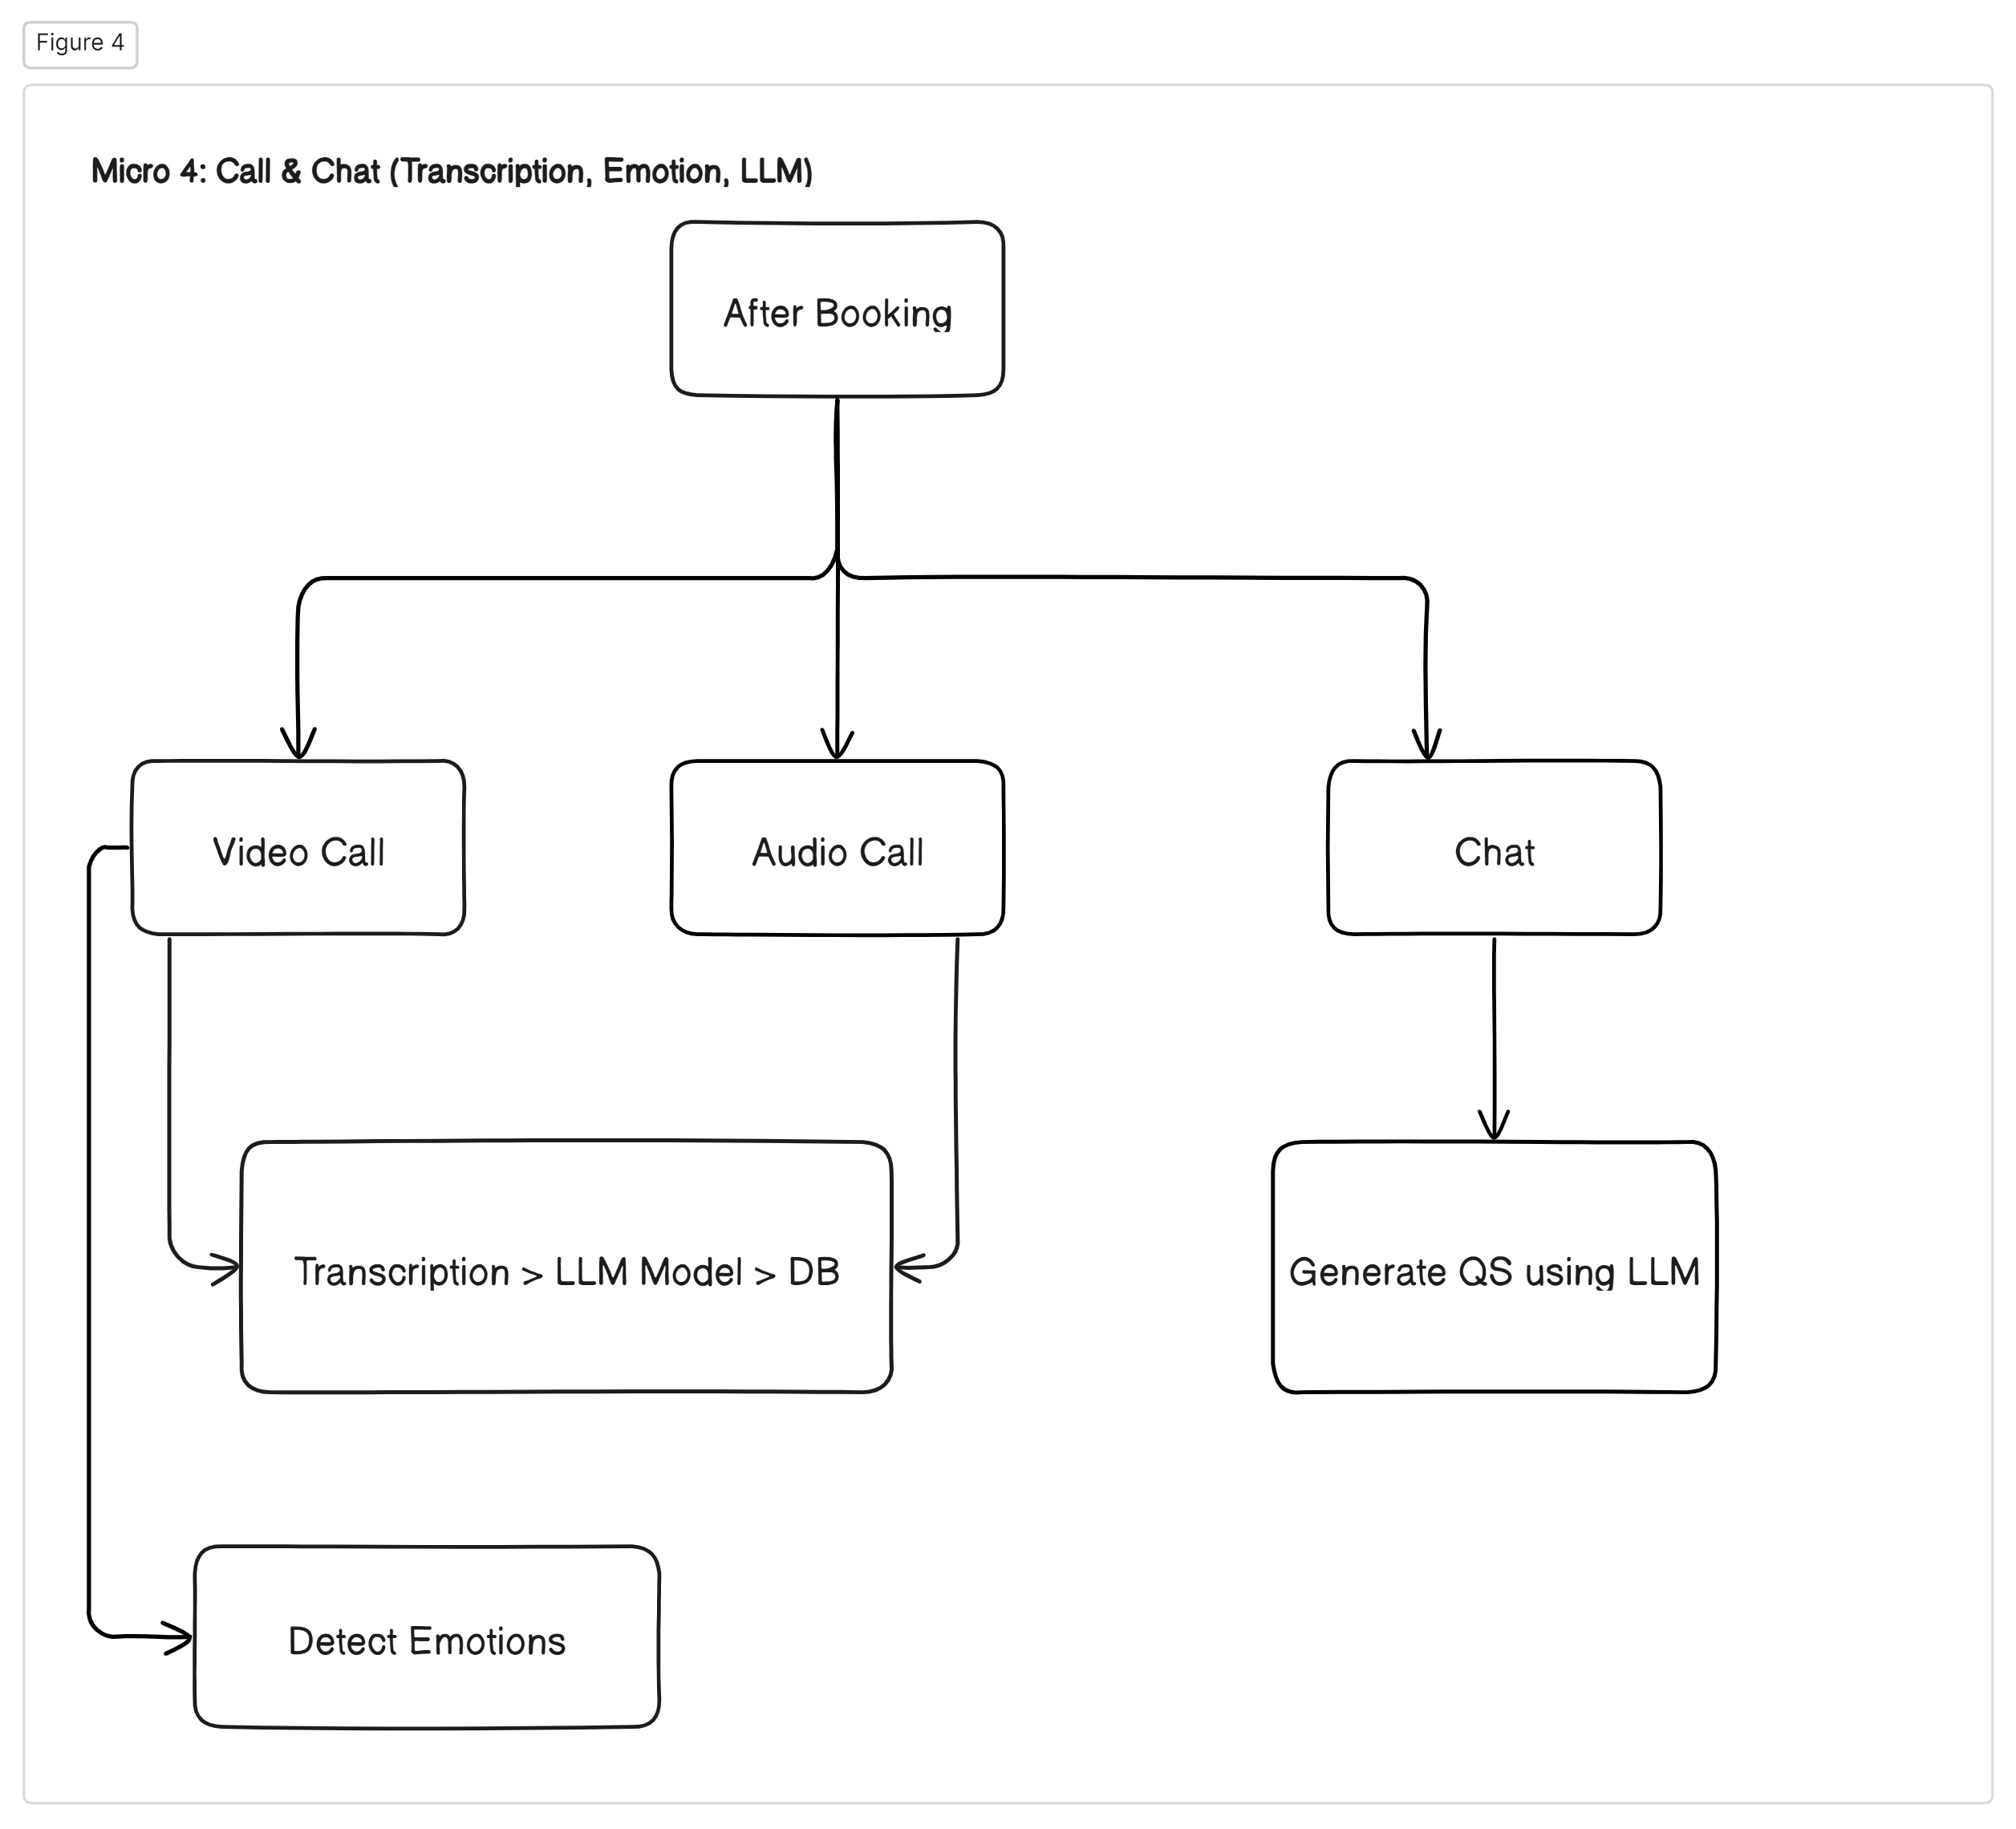 Figure 4
Micro 4: Call & Chat (Transcription, Emotion, LLM)
After Booking
Video Call
Audio Call
Chat
Transcription > LLM Model > DB
Generate QS using LLM
Detect Emotions